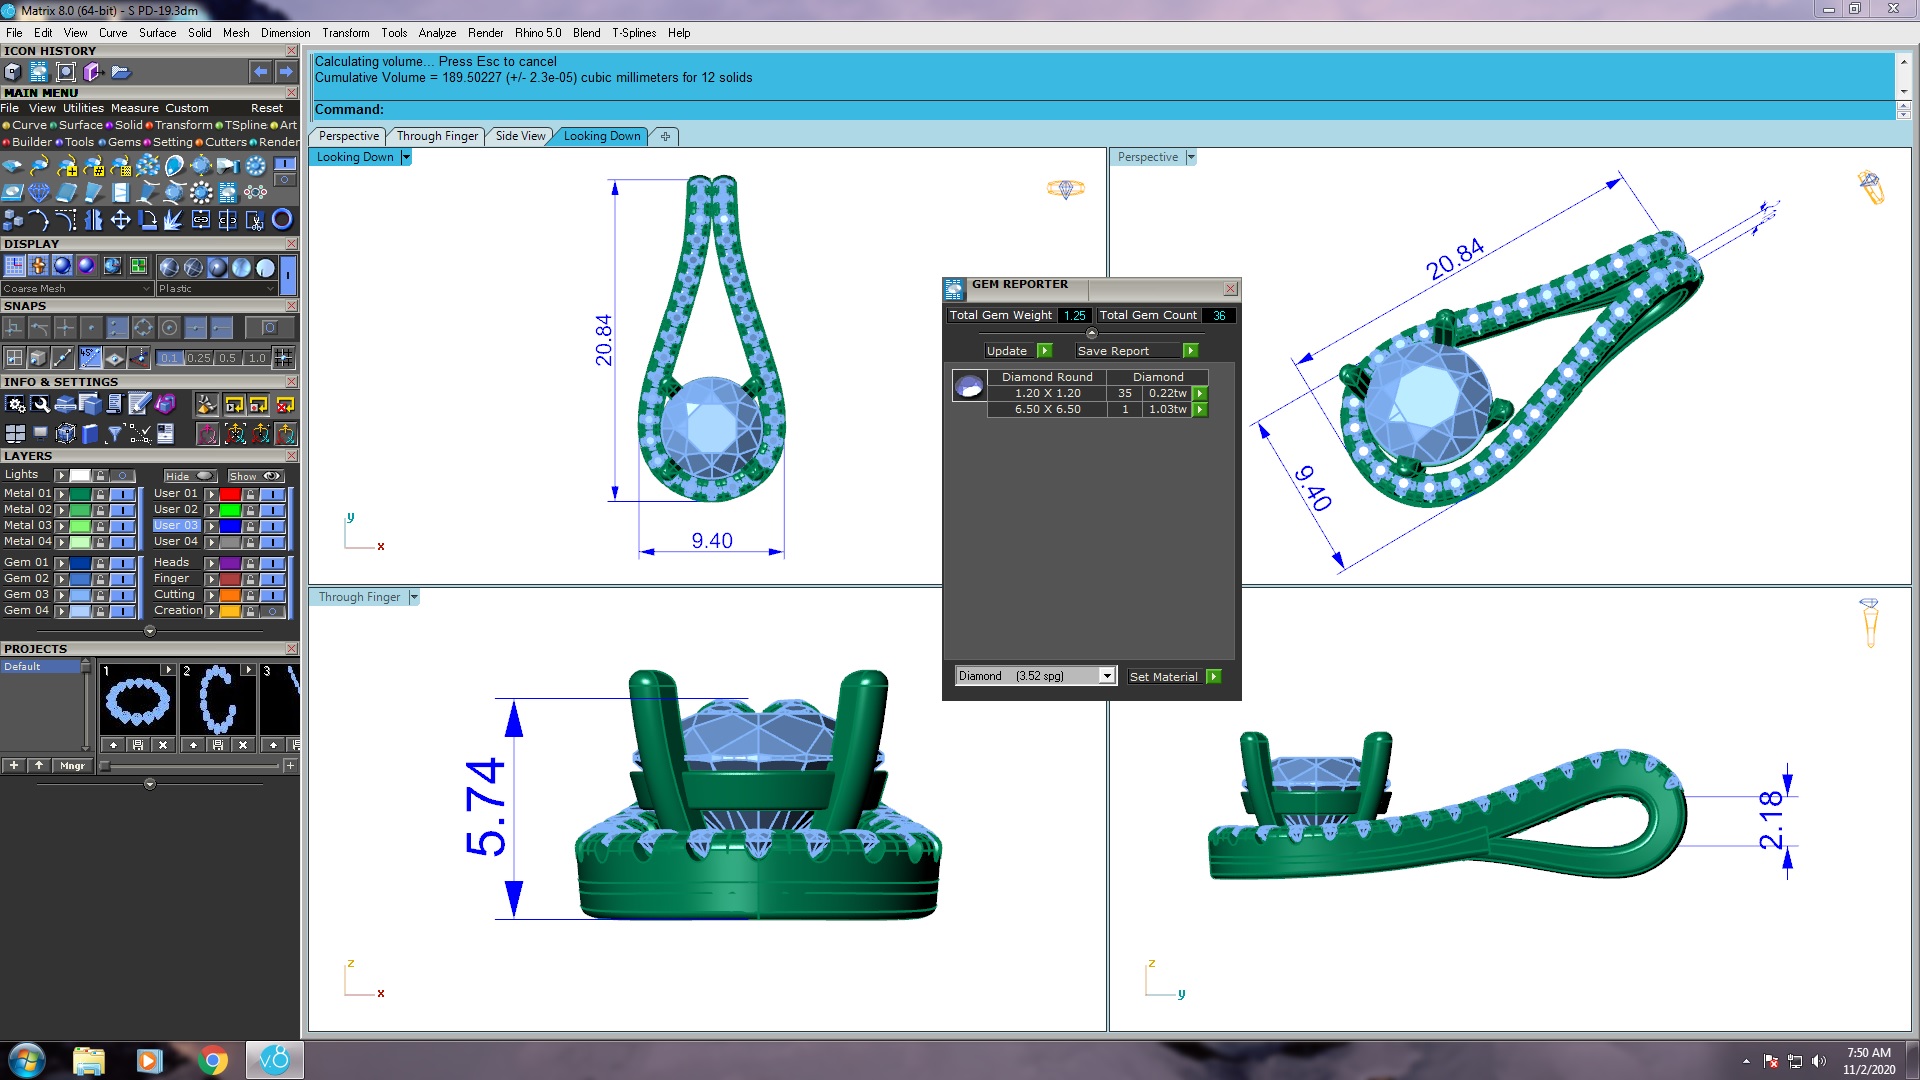 Matrix 8.0 (64-bit) - S PD-19.3dm
File Edit View Curve Surface Solid Mesh Dimension Transform Tools Analyze Render Rhino 5.0 Blend T-Splines Help
ICON HISTORY
Calculating volume... Press Esc to cancel
Cumulative Volume = 189.50227 (+/- 2.3e-05) cubic millimeters for 12 solids
Command:
MAIN MENU
File View Utilities Measure Custom Reset
Curve Surface Solid Transform TSpline Art
Builder Tools Gems Setting Cutters Render
Perspective Through Finger Side View Looking Down
Looking Down
Perspective
DISPLAY
Coarse Mesh Plastic
SNAPS
45°
0.1 0.25 0.5 1.0
INFO & SETTINGS
LAYERS
Lights Hide Show
Metal 01 User 01
Metal 02 User 02
Metal 03 User 03
Metal 04 User 04
Gem 01 Heads
Gem 02 Finger
Gem 03 Cutting
Gem 04 Creation
PROJECTS
Default
1 2 3
Mngr
20.84
9.40
y
x
20.84
9.40
GEM REPORTER
Total Gem Weight 1.25 Total Gem Count 36
Update Save Report
Diamond Round Diamond
1.20 X 1.20 35 0.22tw
6.50 X 6.50 1 1.03tw
Diamond (3.52 spg) Set Material
Through Finger
5.74
z
x
2.18
z
y
v8
7:50 AM
11/2/2020